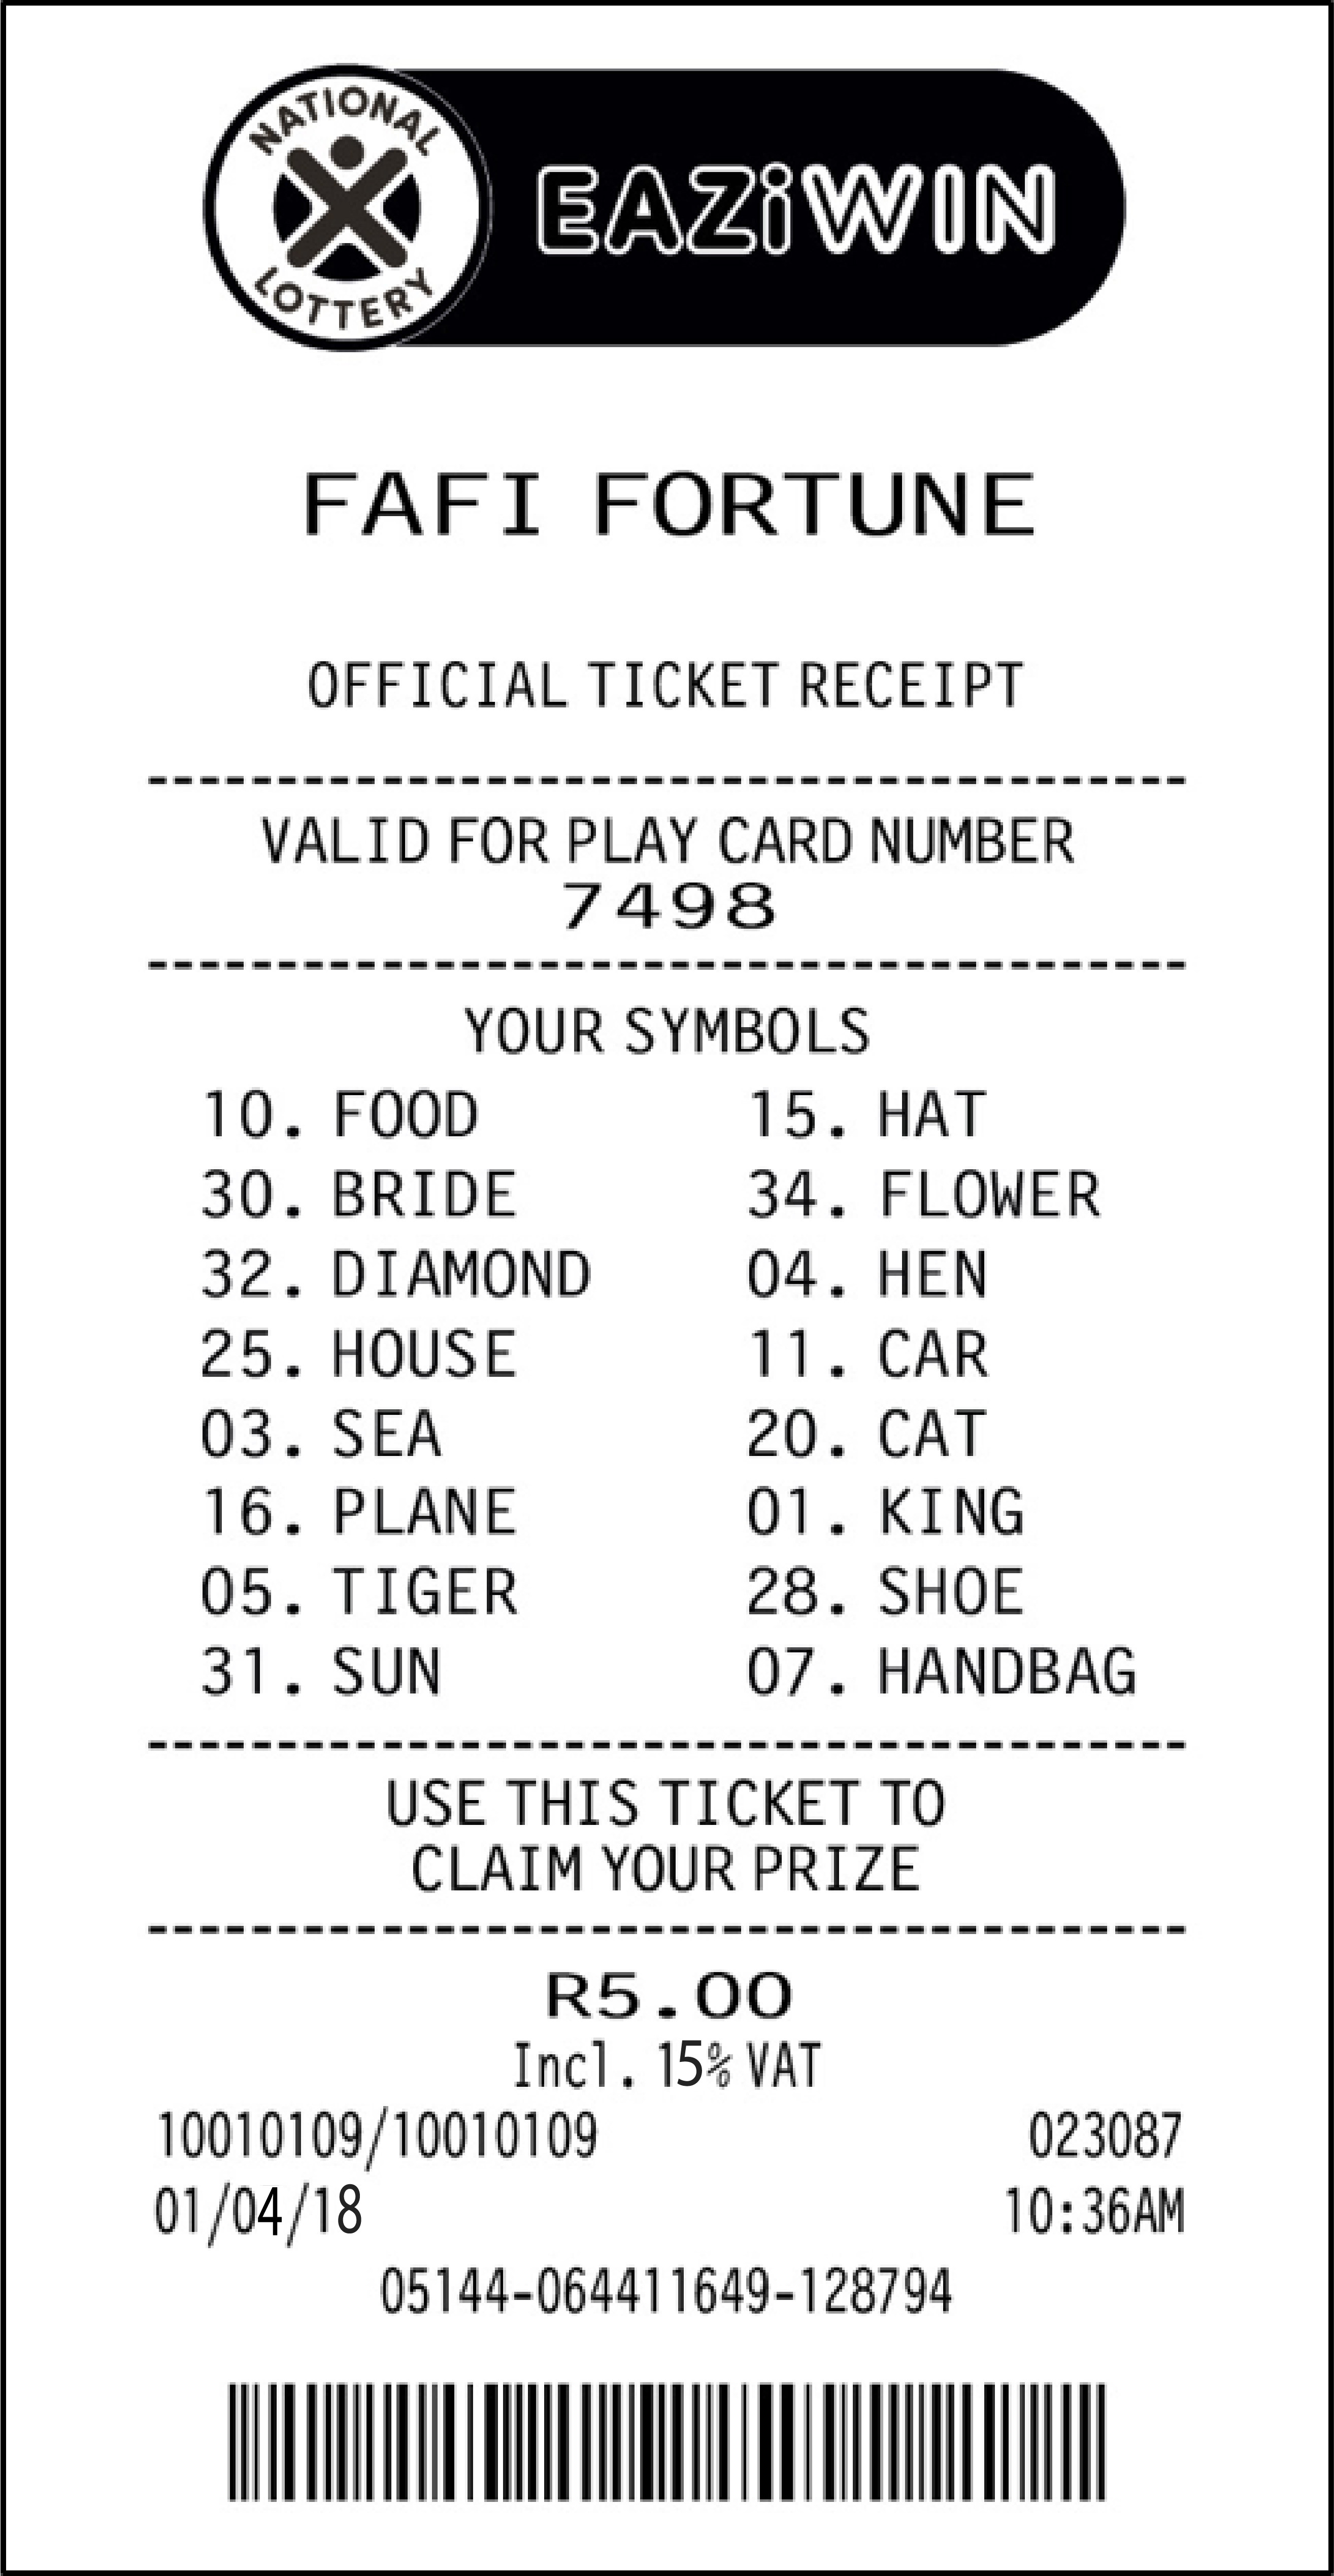 NATIONAL
LOTTERY
EAZiWIN
FAFI FORTUNE
OFFICIAL TICKET RECEIPT
VALID FOR PLAY CARD NUMBER
7498
YOUR SYMBOLS
10. FOOD 15. HAT
30. BRIDE 34. FLOWER
32. DIAMOND 04. HEN
25. HOUSE 11. CAR
03. SEA 20. CAT
16. PLANE 01. KING
05. TIGER 28. SHOE
31. SUN 07. HANDBAG
USE THIS TICKET TO
CLAIM YOUR PRIZE
R5.00
Incl. 15% VAT
10010109/10010109 023087
01/04/18 10:36AM
05144-064411649-128794